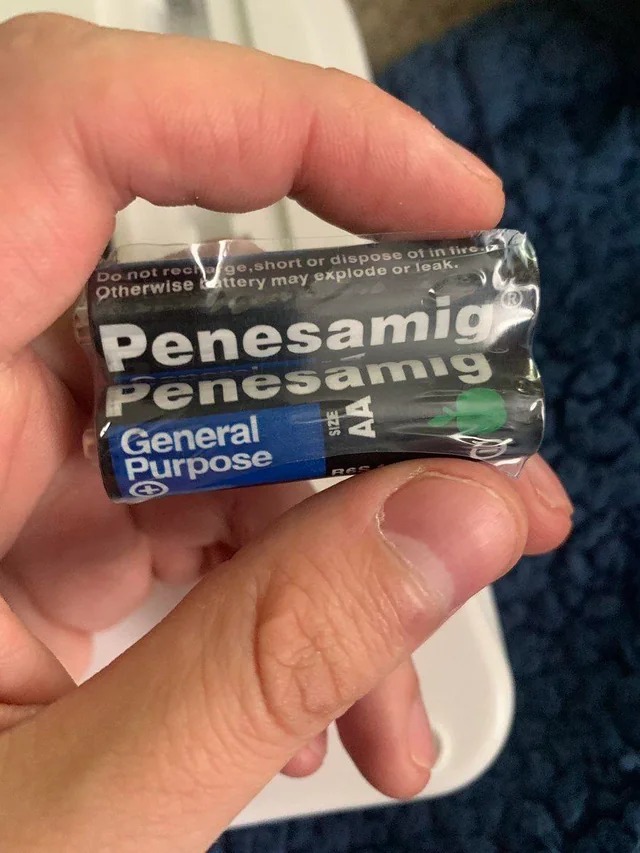 Do not recharge,short or dispose of in fire.
Otherwise battery may explode or leak.
Penesamig®
Penesamig
General
Purpose
SIZE
AA